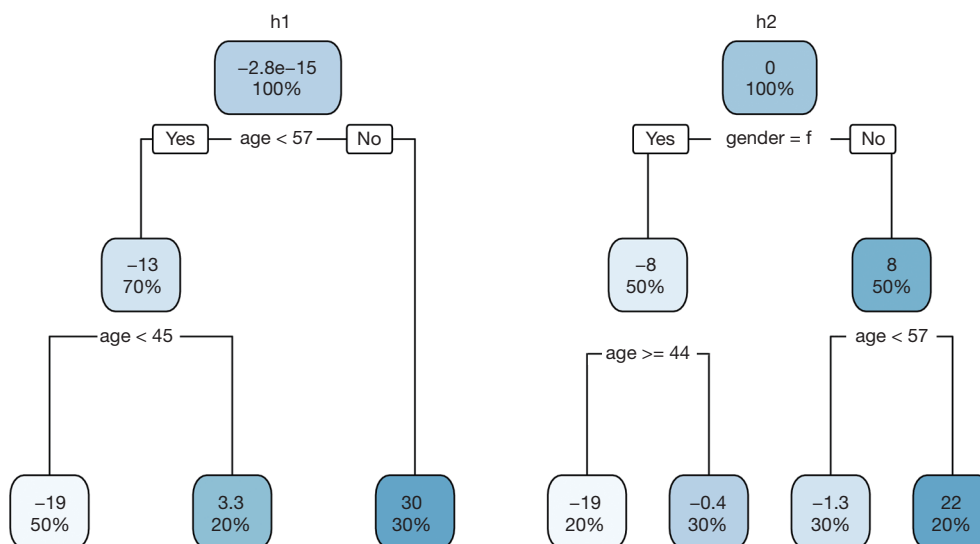 h1
−2.8e−15
100%
Yes
age < 57
No
−13
70%
age < 45
−19
50%
3.3
20%
30
30%
h2
0
100%
Yes
gender = f
No
−8
50%
8
50%
age >= 44
age < 57
−19
20%
−0.4
30%
−1.3
30%
22
20%